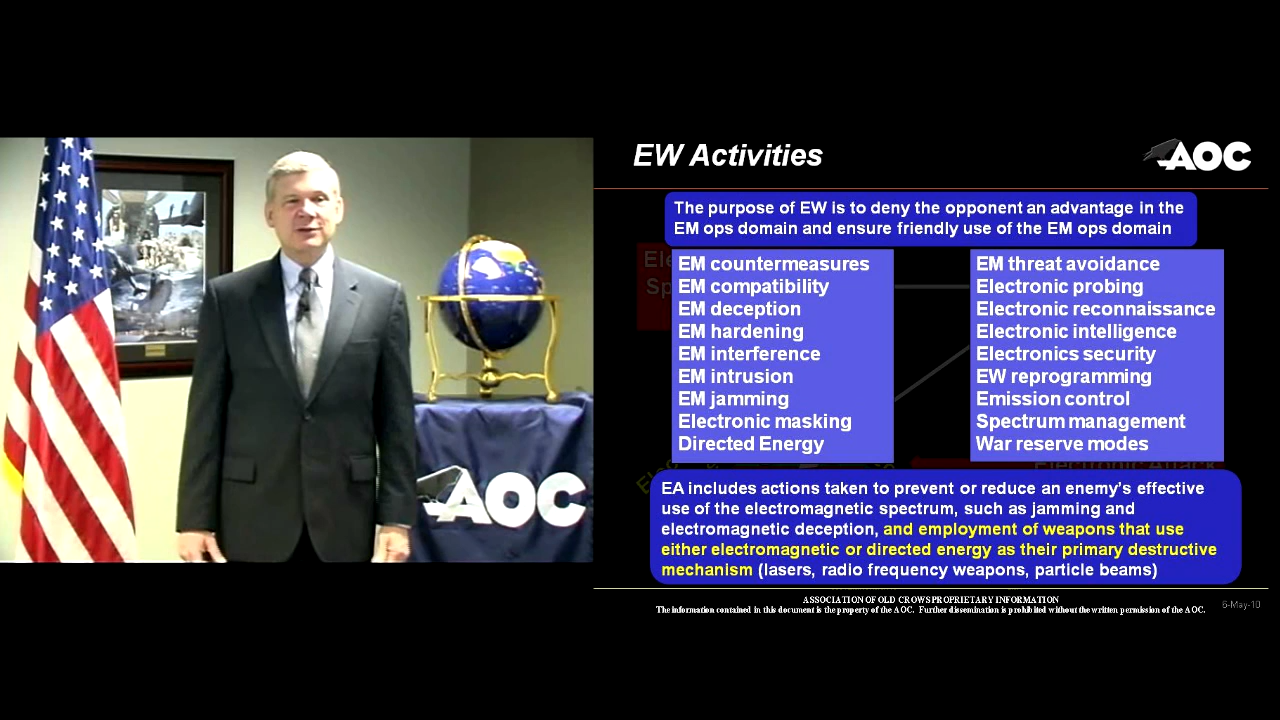 EW Activities
AOC
The purpose of EW is to deny the opponent an advantage in the
EM ops domain and ensure friendly use of the EM ops domain
EM countermeasures
EM compatibility
EM deception
EM hardening
EM interference
EM intrusion
EM jamming
Electronic masking
Directed Energy
EM threat avoidance
Electronic probing
Electronic reconnaissance
Electronic intelligence
Electronics security
EW reprogramming
Emission control
Spectrum management
War reserve modes
Electronic Attack
EA includes actions taken to prevent or reduce an enemy's effective
use of the electromagnetic spectrum, such as jamming and
electromagnetic deception, and employment of weapons that use
either electromagnetic or directed energy as their primary destructive
mechanism (lasers, radio frequency weapons, particle beams)
ASSOCIATION OF OLD CROWS PROPRIETARY INFORMATION
The information contained in this document is the property of the AOC. Further dissemination is prohibited without the written permission of the AOC.
6-May-10
AOC